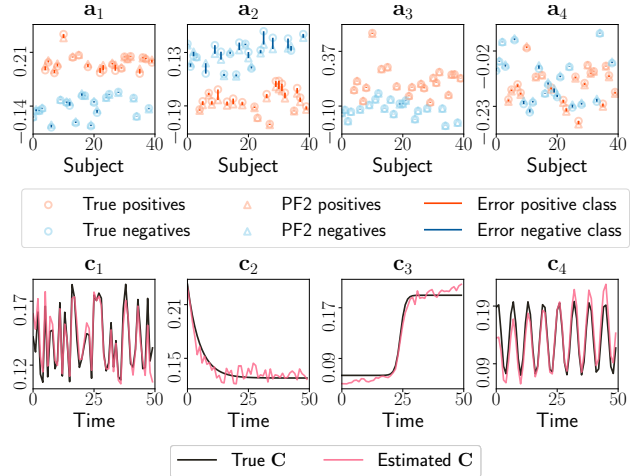 a₁ a₂ a₃ a₄
0.21 0.13 0.37 −0.02
−0.14 −0.19 −0.10 −0.23
0 20 40 0 20 40 0 20 40 0 20 40
Subject Subject Subject Subject
True positives PF2 positives Error positive class
True negatives PF2 negatives Error negative class
c₁ c₂ c₃ c₄
0.17 0.21 0.17 0.19
0.12 0.15 0.09 0.09
0 25 50 0 25 50 0 25 50 0 25 50
Time Time Time Time
True C Estimated C